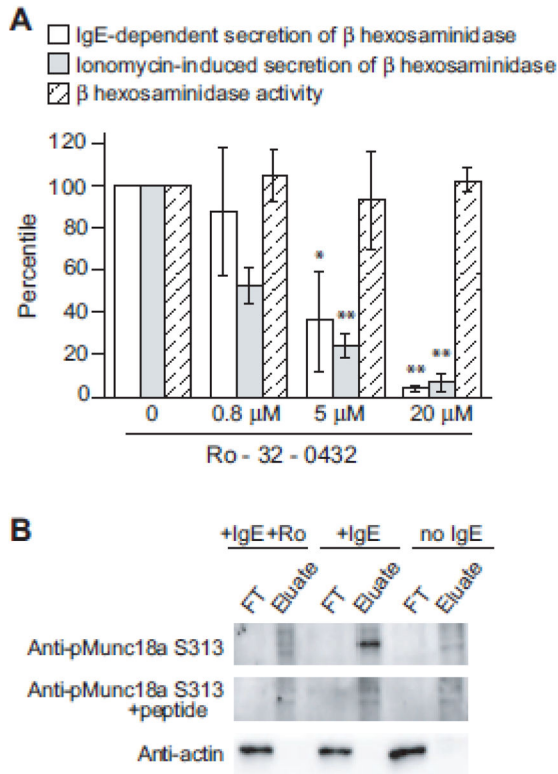 A
IgE-dependent secretion of β hexosaminidase
Ionomycin-induced secretion of β hexosaminidase
β hexosaminidase activity
Percentile
120
100
80
60
40
20
0
*
**
**
**
0 0.8 μM 5 μM 20 μM
Ro - 32 - 0432
B
+IgE+Ro +IgE no IgE
FT Eluate FT Eluate FT Eluate
Anti-pMunc18a S313
Anti-pMunc18a S313
+peptide
Anti-actin